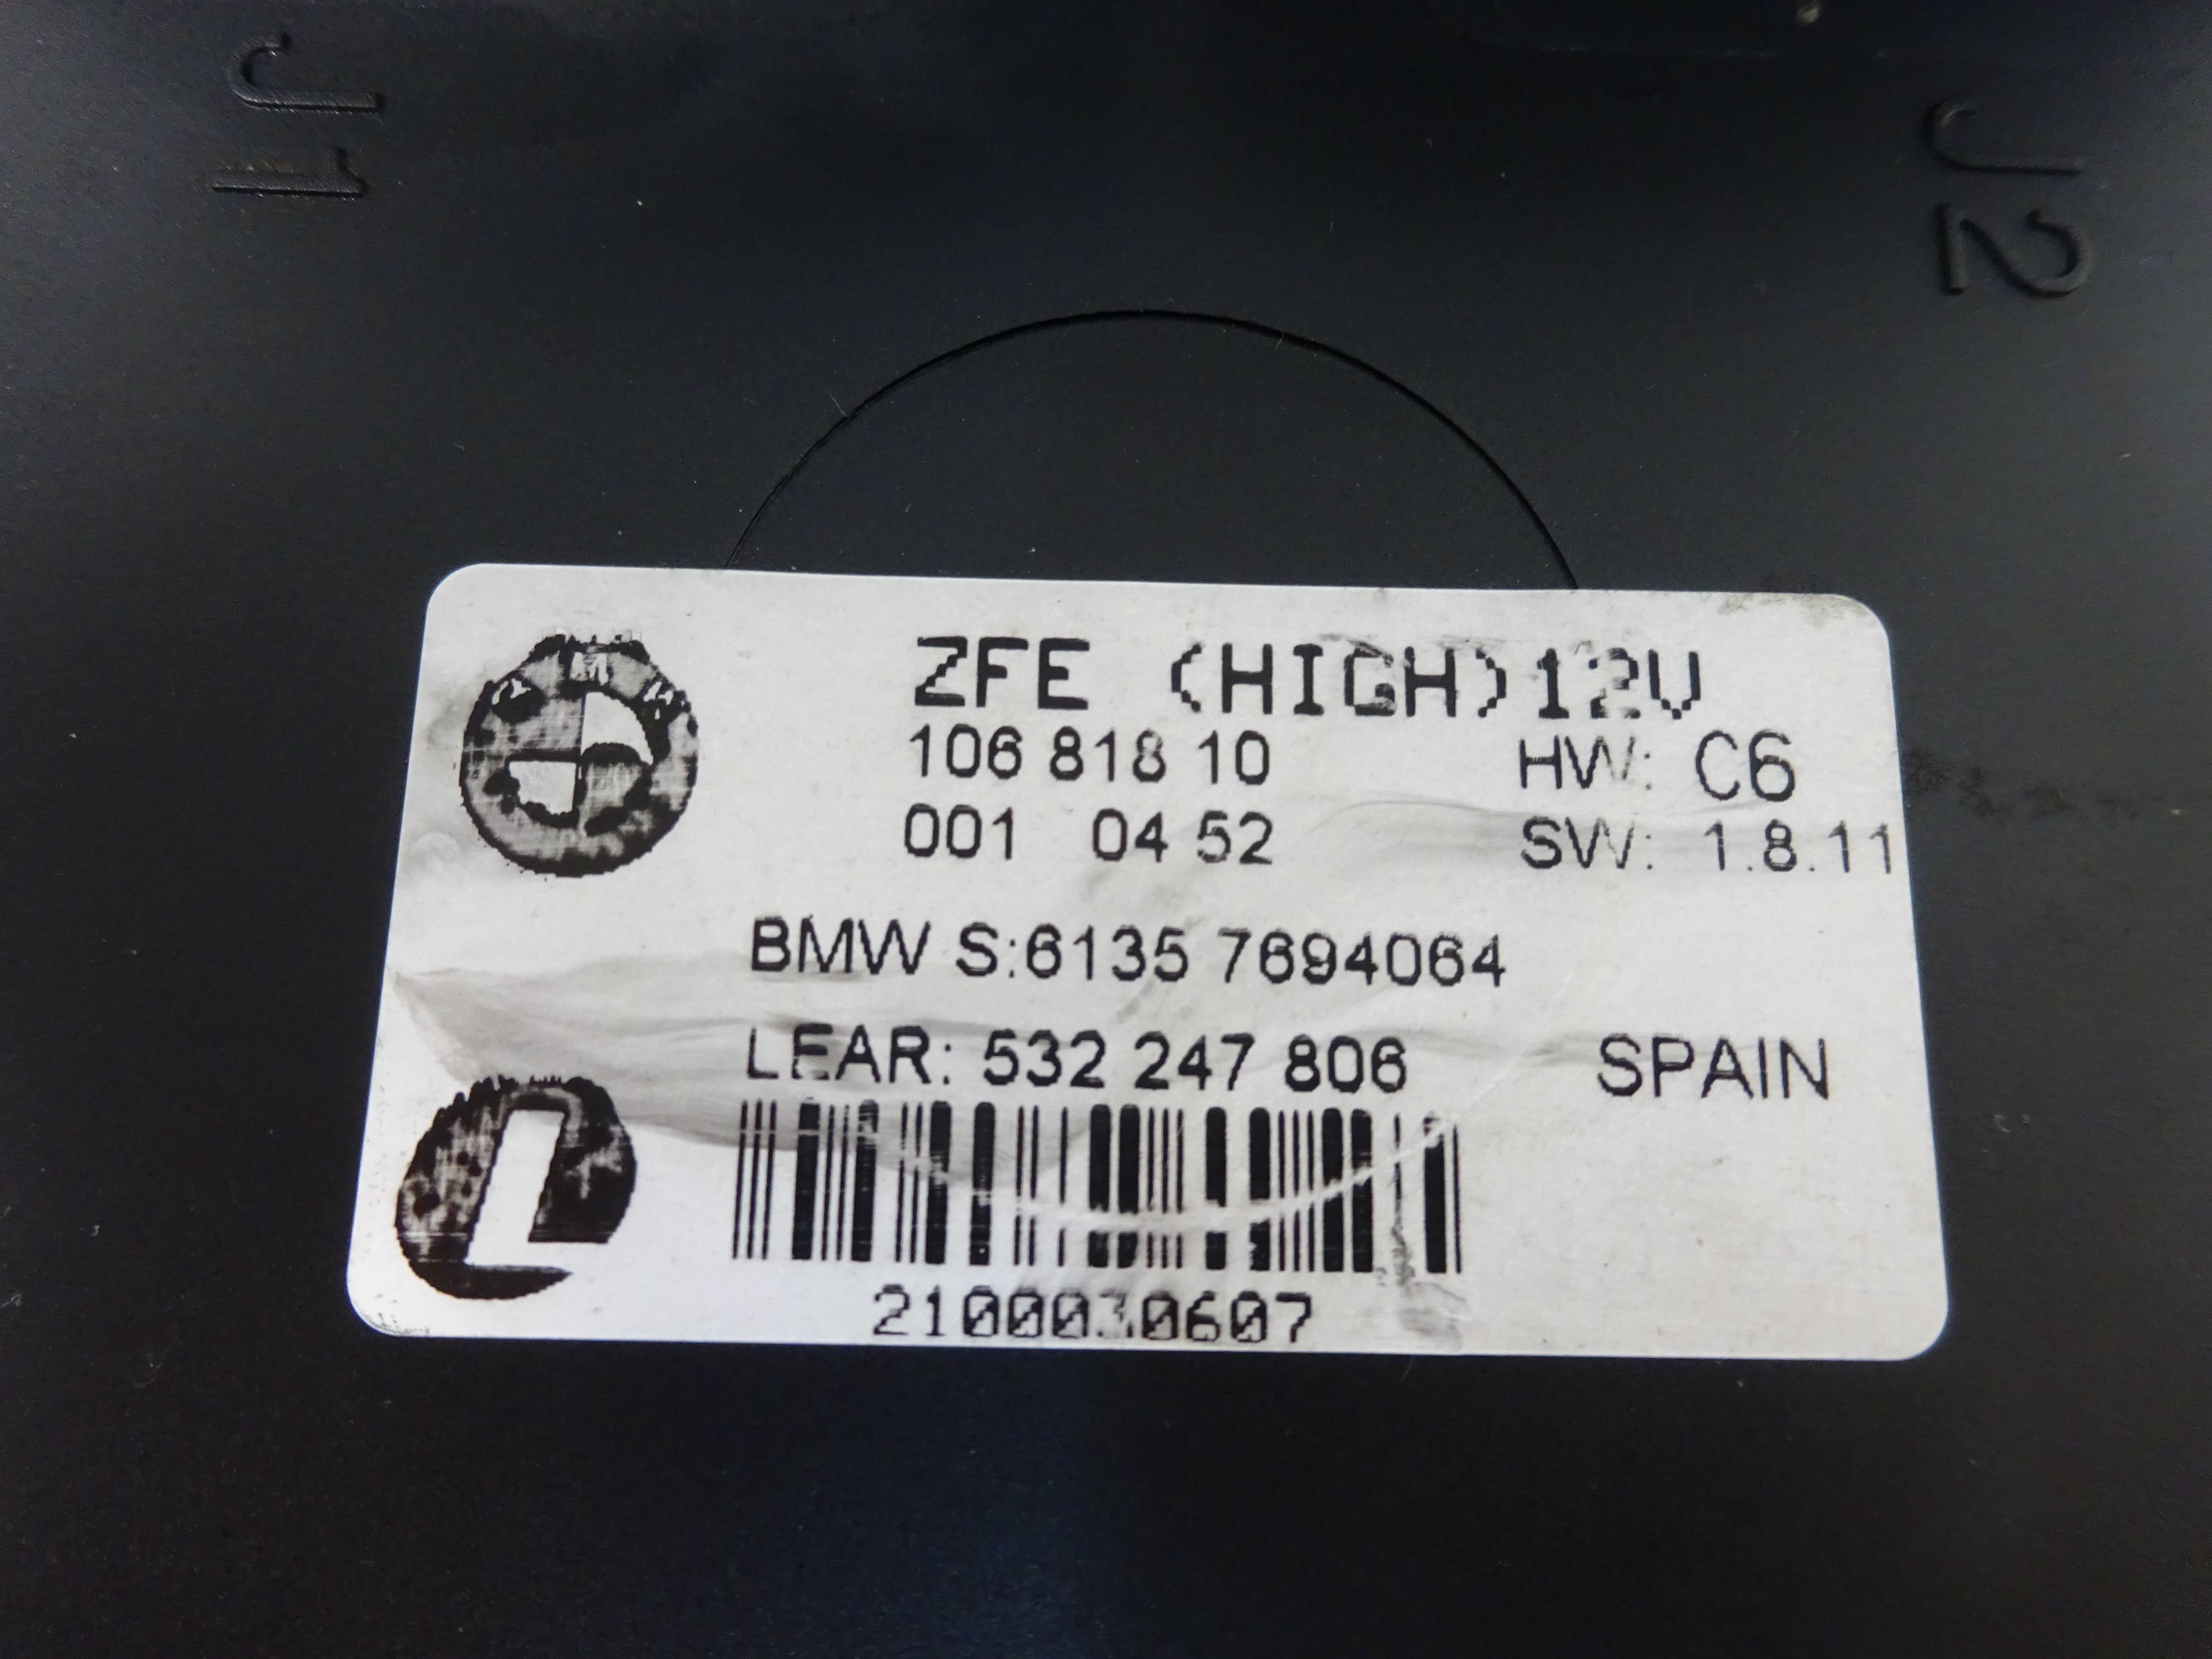 J1
J2
ZFE (HIGH)12V
106 818 10 HW: C6
001 04 52 SW: 1.8.11
BMW S:6135 7694064
LEAR: 532 247 806 SPAIN
2100030607